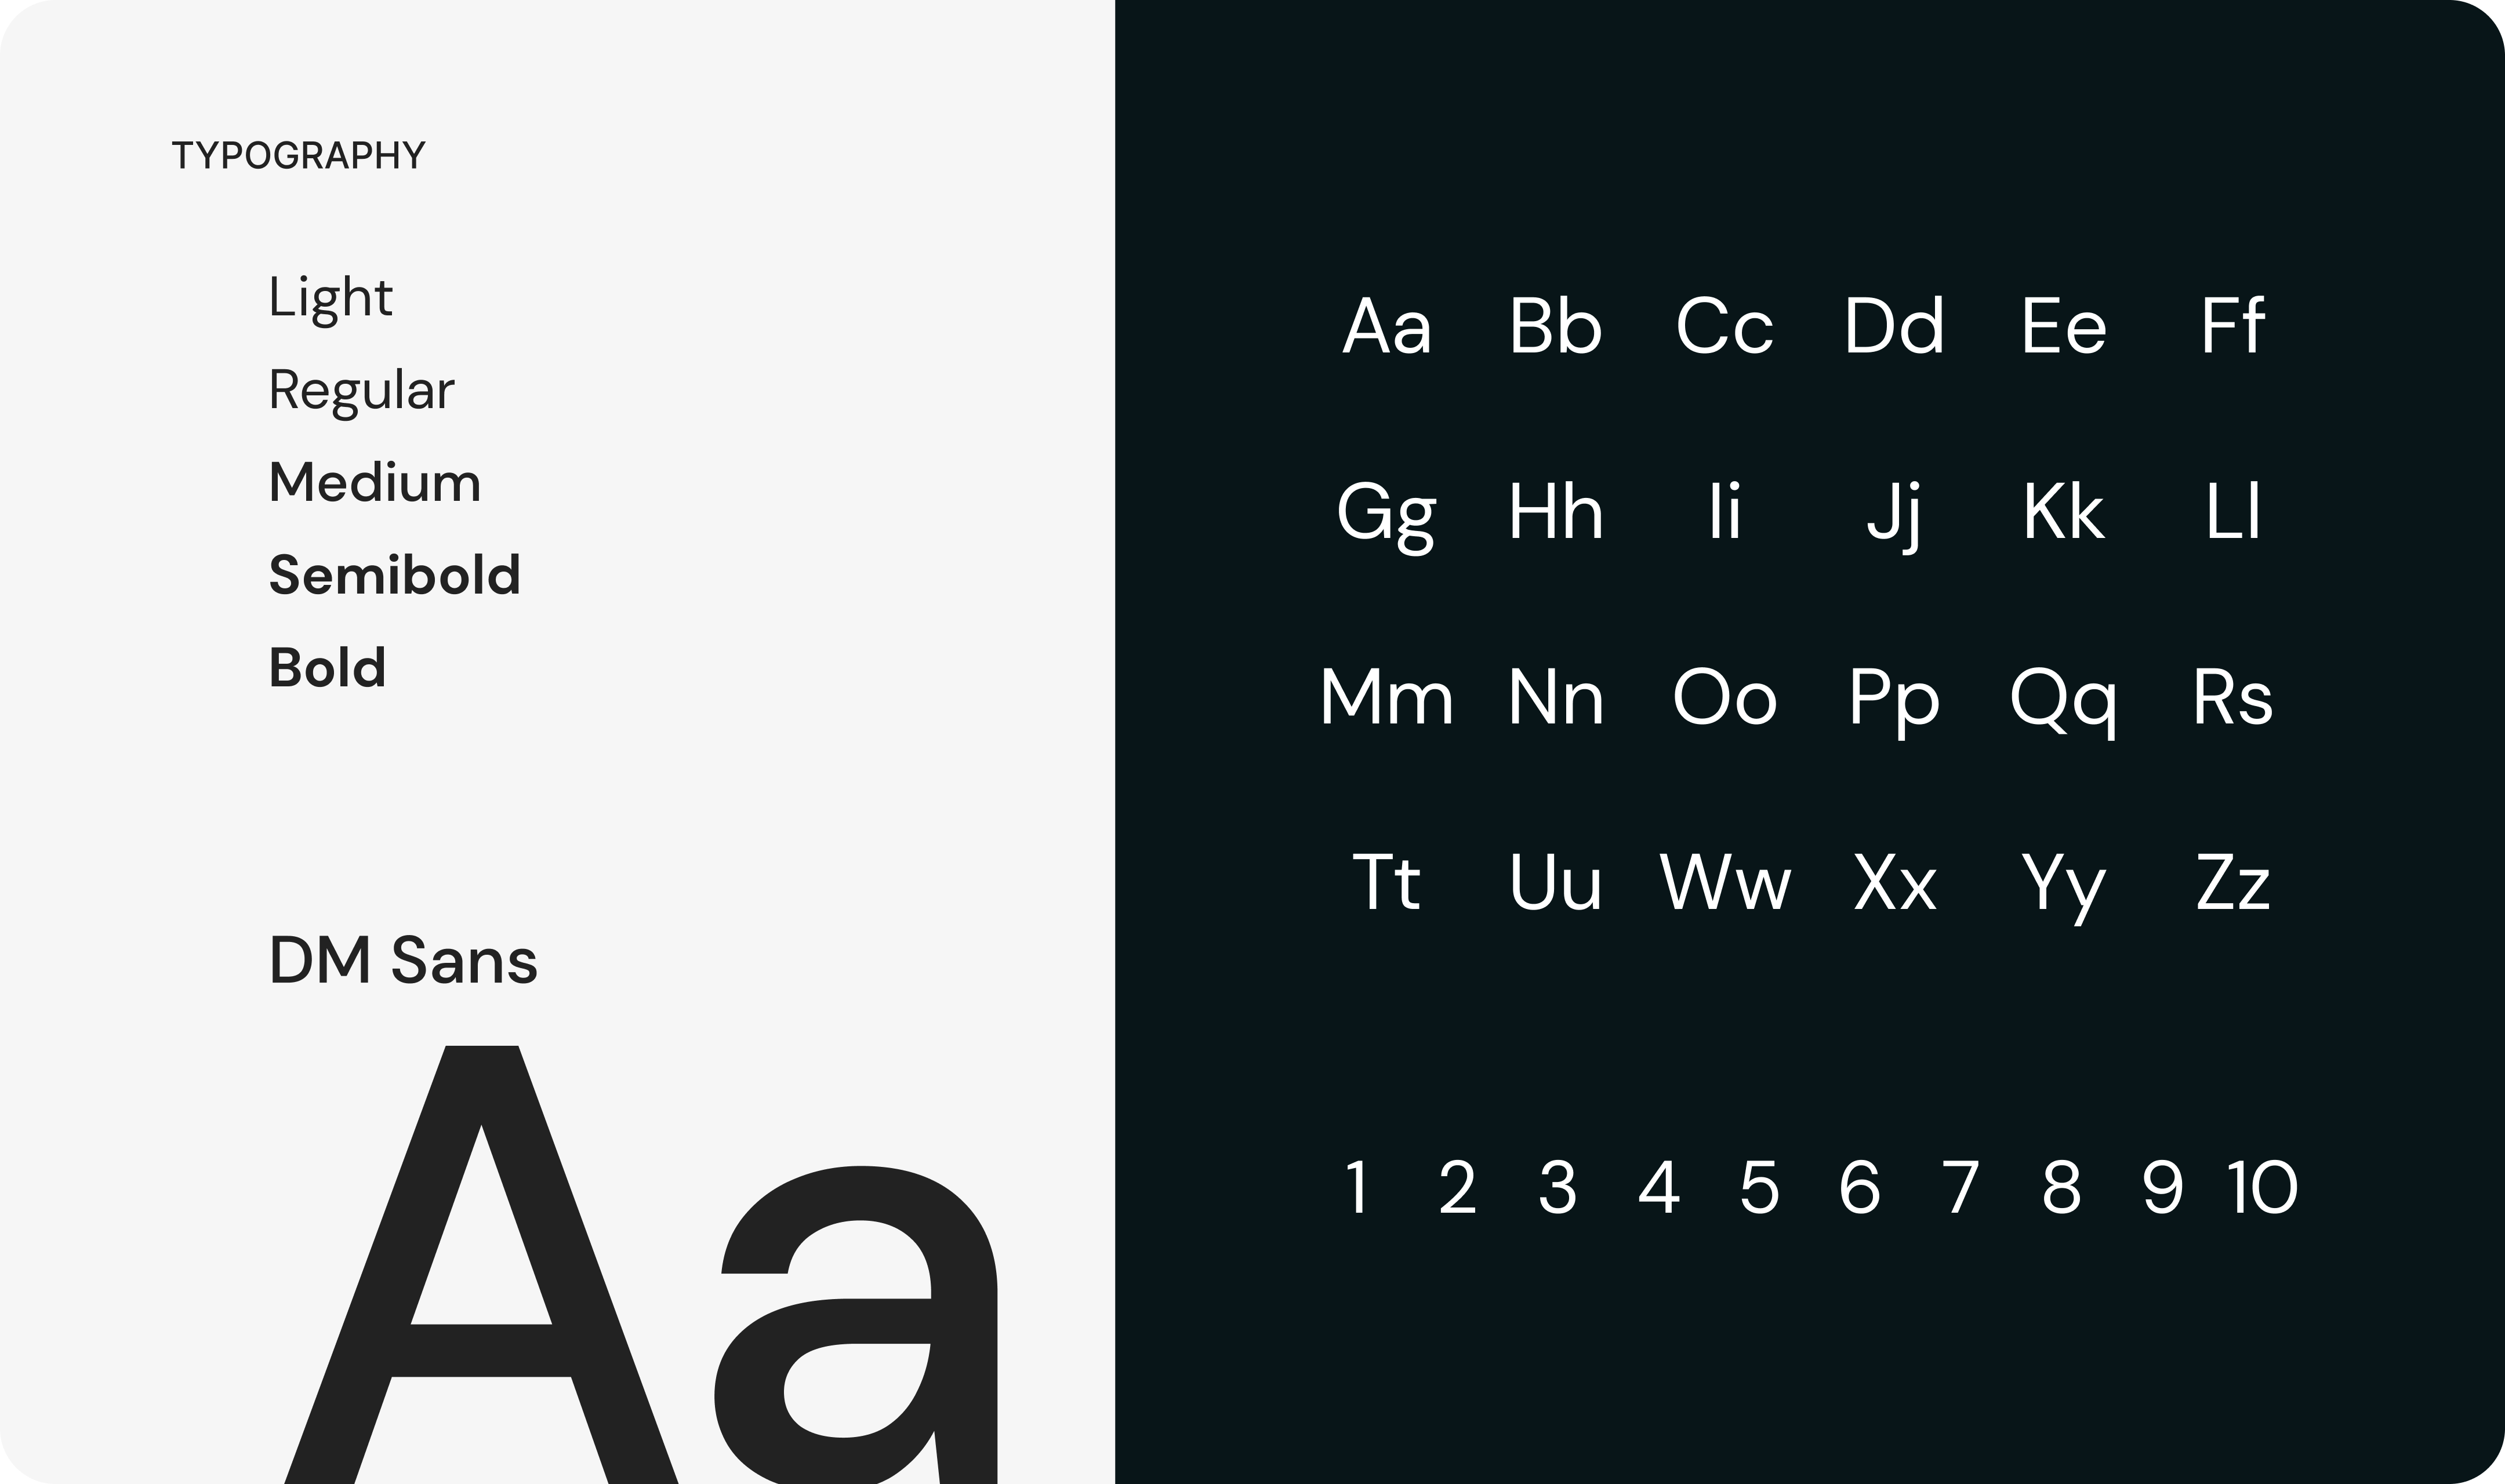 TYPOGRAPHY
Light
Regular
Medium
Semibold
Bold
DM Sans
Aa
Aa Bb Cc Dd Ee Ff
Gg Hh Ii Jj Kk Ll
Mm Nn Oo Pp Qq Rs
Tt Uu Ww Xx Yy Zz
1 2 3 4 5 6 7 8 9 10